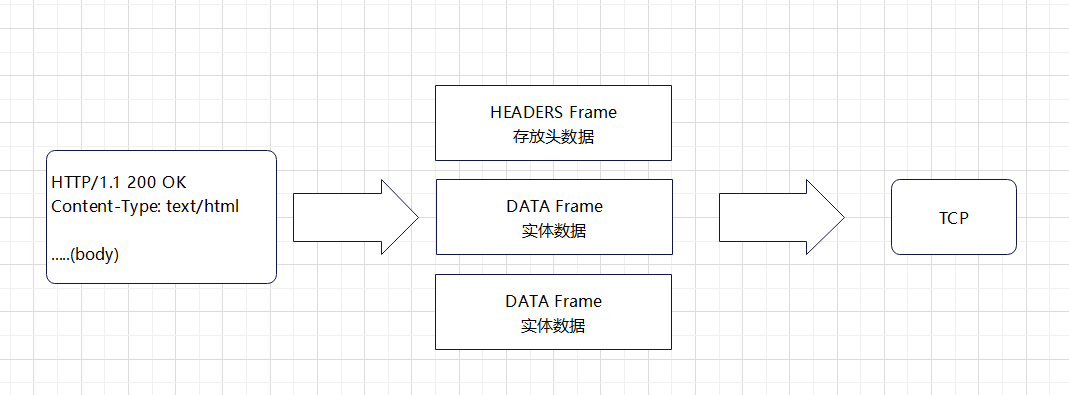 HTTP/1.1 200 OK
Content-Type: text/html
.....(body)
HEADERS Frame
存放头数据
DATA Frame
实体数据
DATA Frame
实体数据
TCP